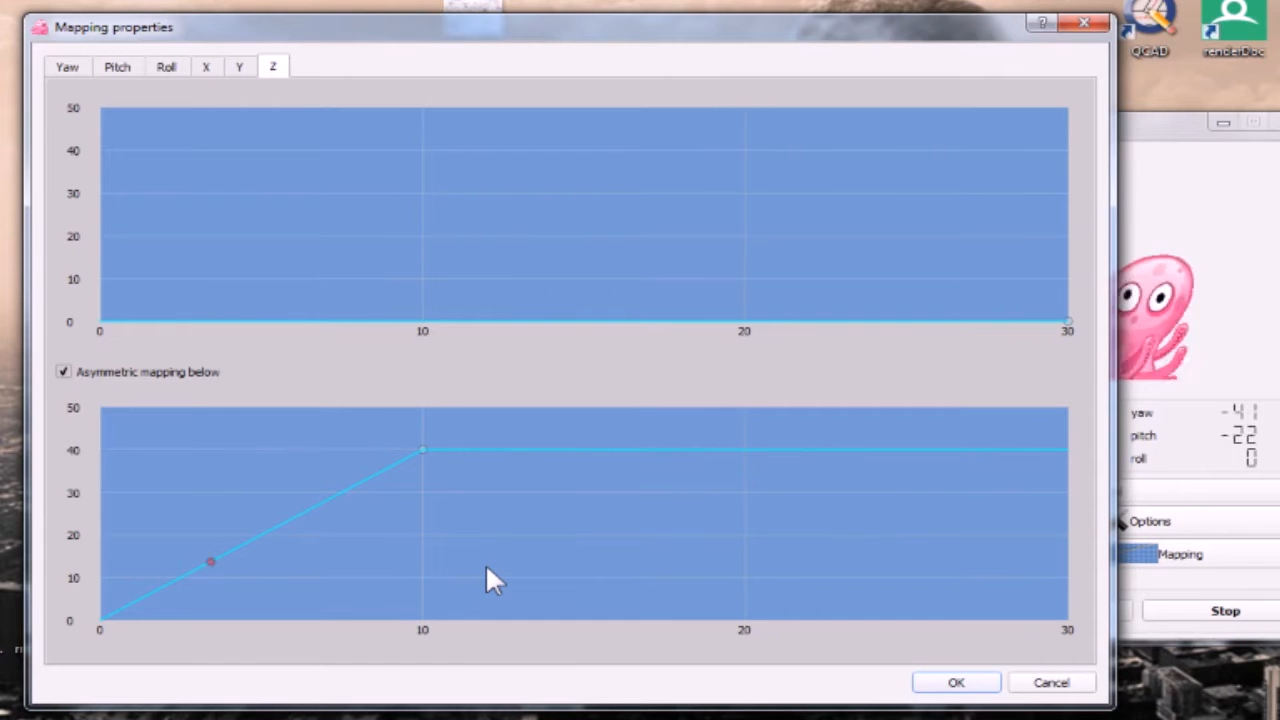 Mapping properties
?
QCAD
renderDoc
Yaw Pitch Roll X Y Z
50
40
30
20
10
0
0 10 20 30
Asymmetric mapping below
50
40
30
20
10
0
0 10 20 30
OK Cancel
yaw -41
pitch -22
roll 0
Options
Mapping
Stop